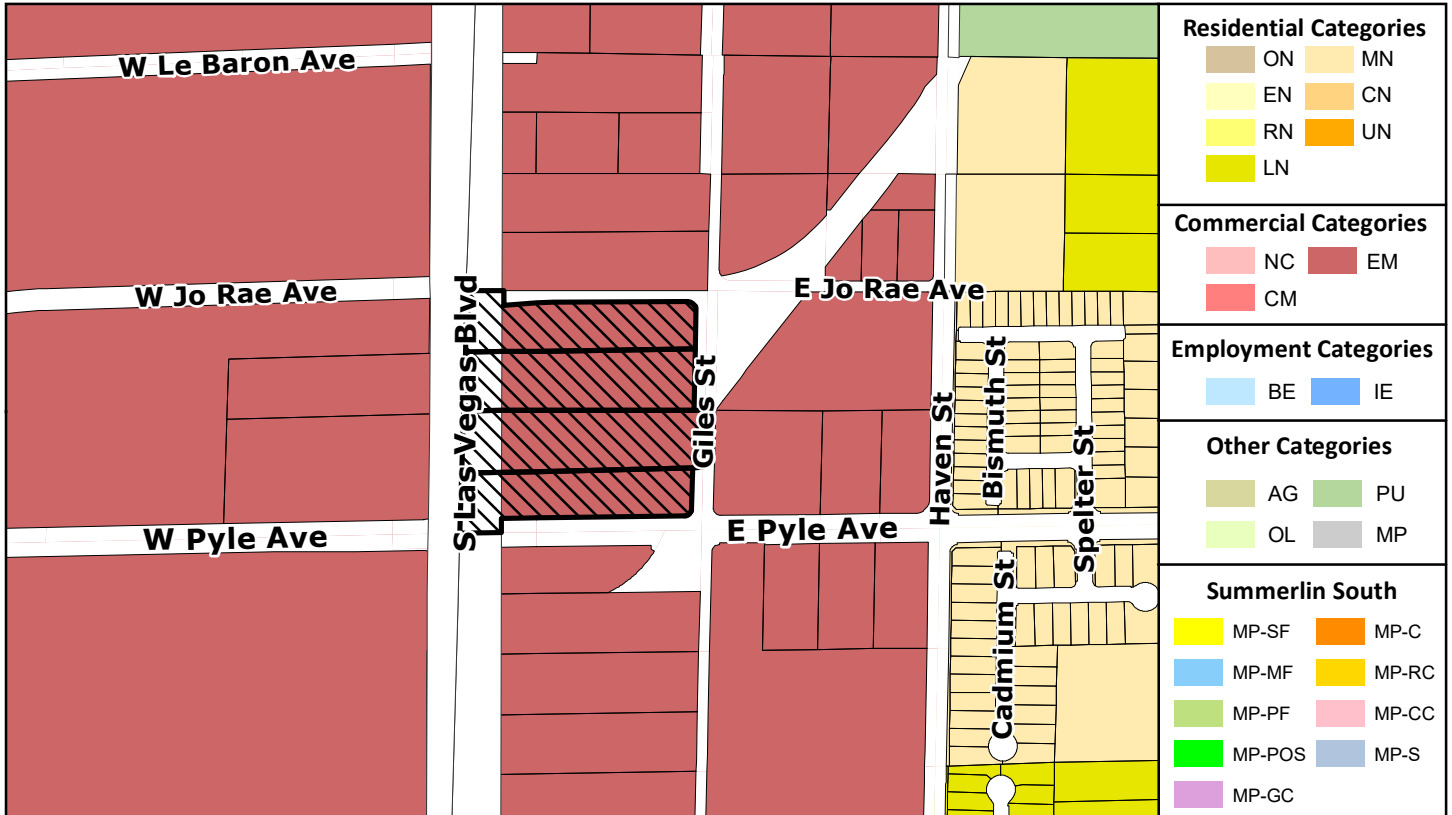 W Le Baron Ave
W Jo Rae Ave
E Jo Rae Ave
S Las Vegas Blvd
Giles St
Haven St
Bismuth St
Spelter St
W Pyle Ave
E Pyle Ave
Cadmium St
Residential Categories
ON MN
EN CN
RN UN
LN
Commercial Categories
NC EM
CM
Employment Categories
BE IE
Other Categories
AG PU
OL MP
Summerlin South
MP-SF MP-C
MP-MF MP-RC
MP-PF MP-CC
MP-POS MP-S
MP-GC